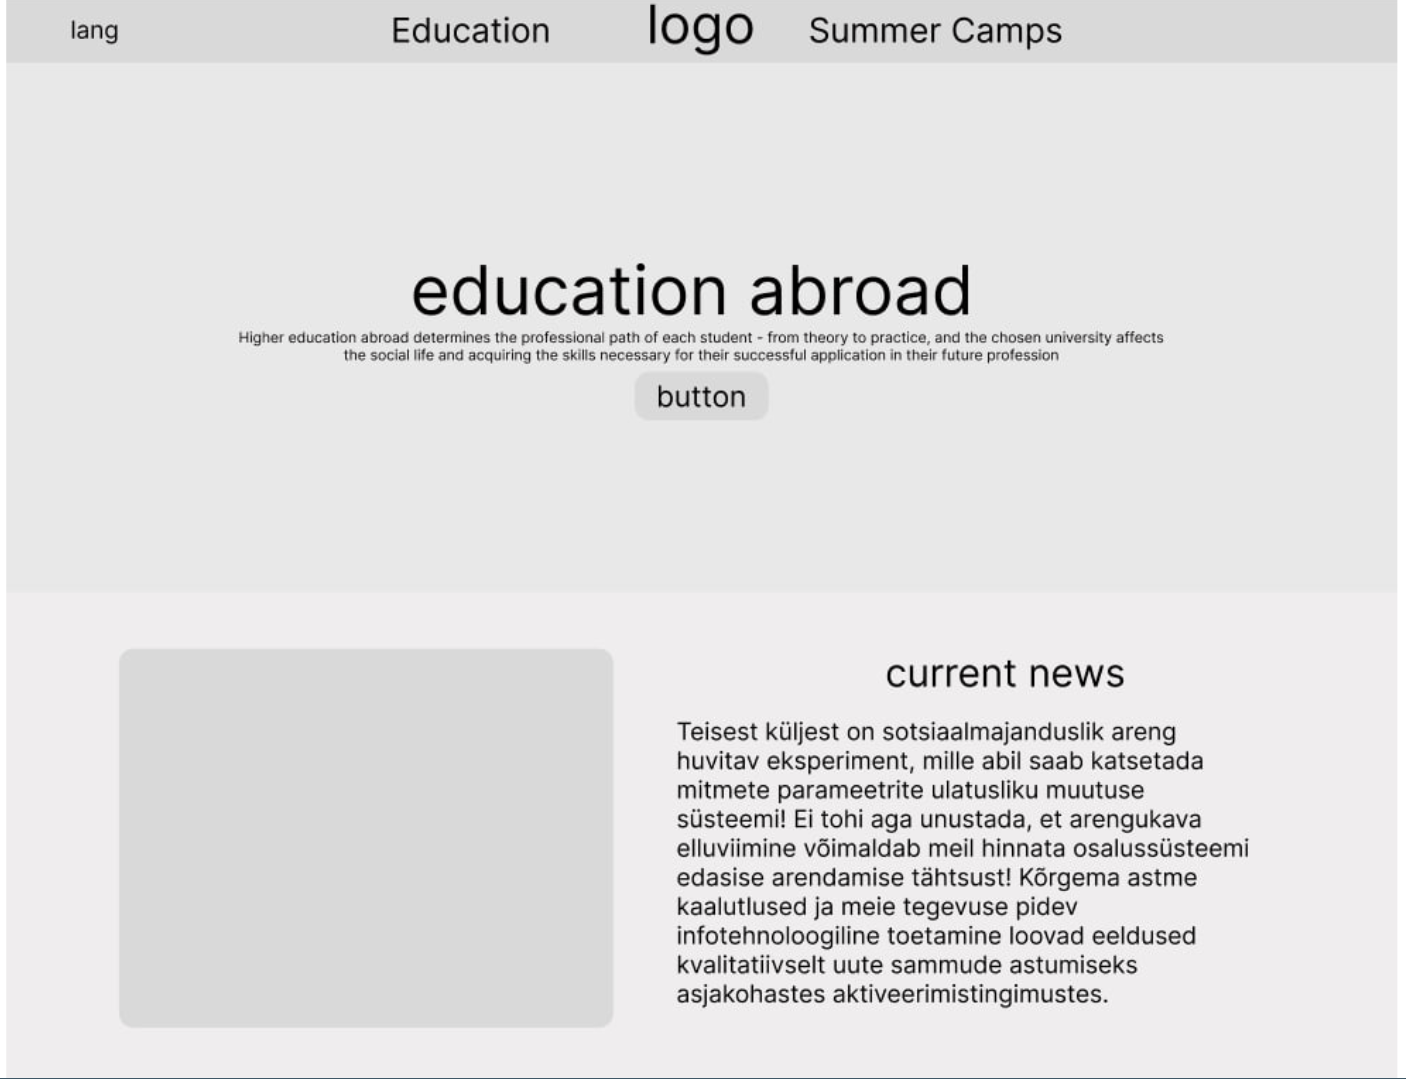 lang
Education
logo
Summer Camps
education abroad
Higher education abroad determines the professional path of each student - from theory to practice, and the chosen university affects
the social life and acquiring the skills necessary for their successful application in their future profession
button
current news
Teisest küljest on sotsiaalmajanduslik areng
huvitav eksperiment, mille abil saab katsetada
mitmete parameetrite ulatusliku muutuse
süsteemi! Ei tohi aga unustada, et arengukava
elluviimine võimaldab meil hinnata osalussüsteemi
edasise arendamise tähtsust! Kõrgema astme
kaalutlused ja meie tegevuse pidev
infotehnoloogiline toetamine loovad eeldused
kvalitatiivselt uute sammude astumiseks
asjakohastes aktiveerimistingimustes.